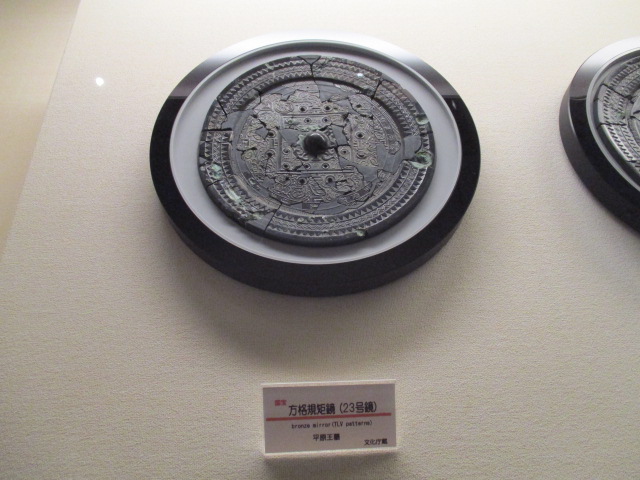 国宝
方格規矩鏡（23号鏡）
bronze mirror(TLV patterns)
平原王墓
文化庁蔵